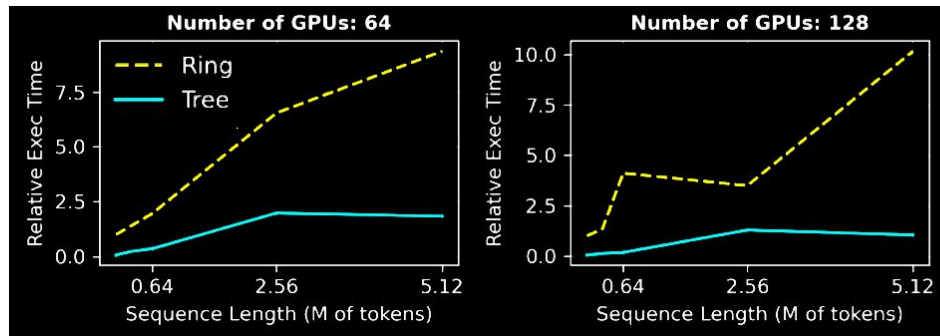 Number of GPUs: 64
Relative Exec Time
7.5
5.0
2.5
0.0
Ring
Tree
0.64
2.56
5.12
Sequence Length (M of tokens)
Number of GPUs: 128
Relative Exec Time
10.0
7.5
5.0
2.5
0.0
0.64
2.56
5.12
Sequence Length (M of tokens)